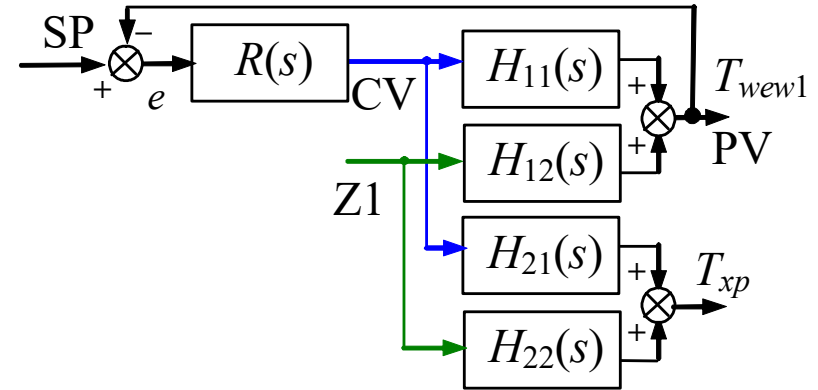 SP
−
+
e
R(s)
CV
H11(s)
+
+
Twew1
PV
H12(s)
Z1
H21(s)
+
+
Txp
H22(s)